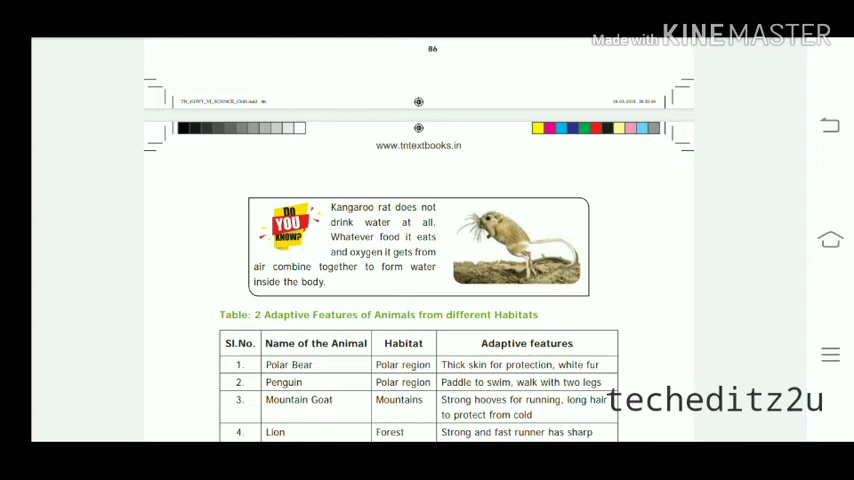 Made with KINEMASTER
86
www.tntextbooks.in
DO YOU KNOW?
Kangaroo rat does not
drink water at all.
Whatever food it eats
and oxygen it gets from
air combine together to form water
inside the body.
Table: 2 Adaptive Features of Animals from different Habitats
Sl.No. Name of the Animal Habitat Adaptive features
1. Polar Bear Polar region Thick skin for protection, white fur
2. Penguin Polar region Paddle to swim, walk with two legs
3. Mountain Goat Mountains Strong hooves for running, long hair
to protect from cold
4. Lion Forest Strong and fast runner has sharp
techeditz2u